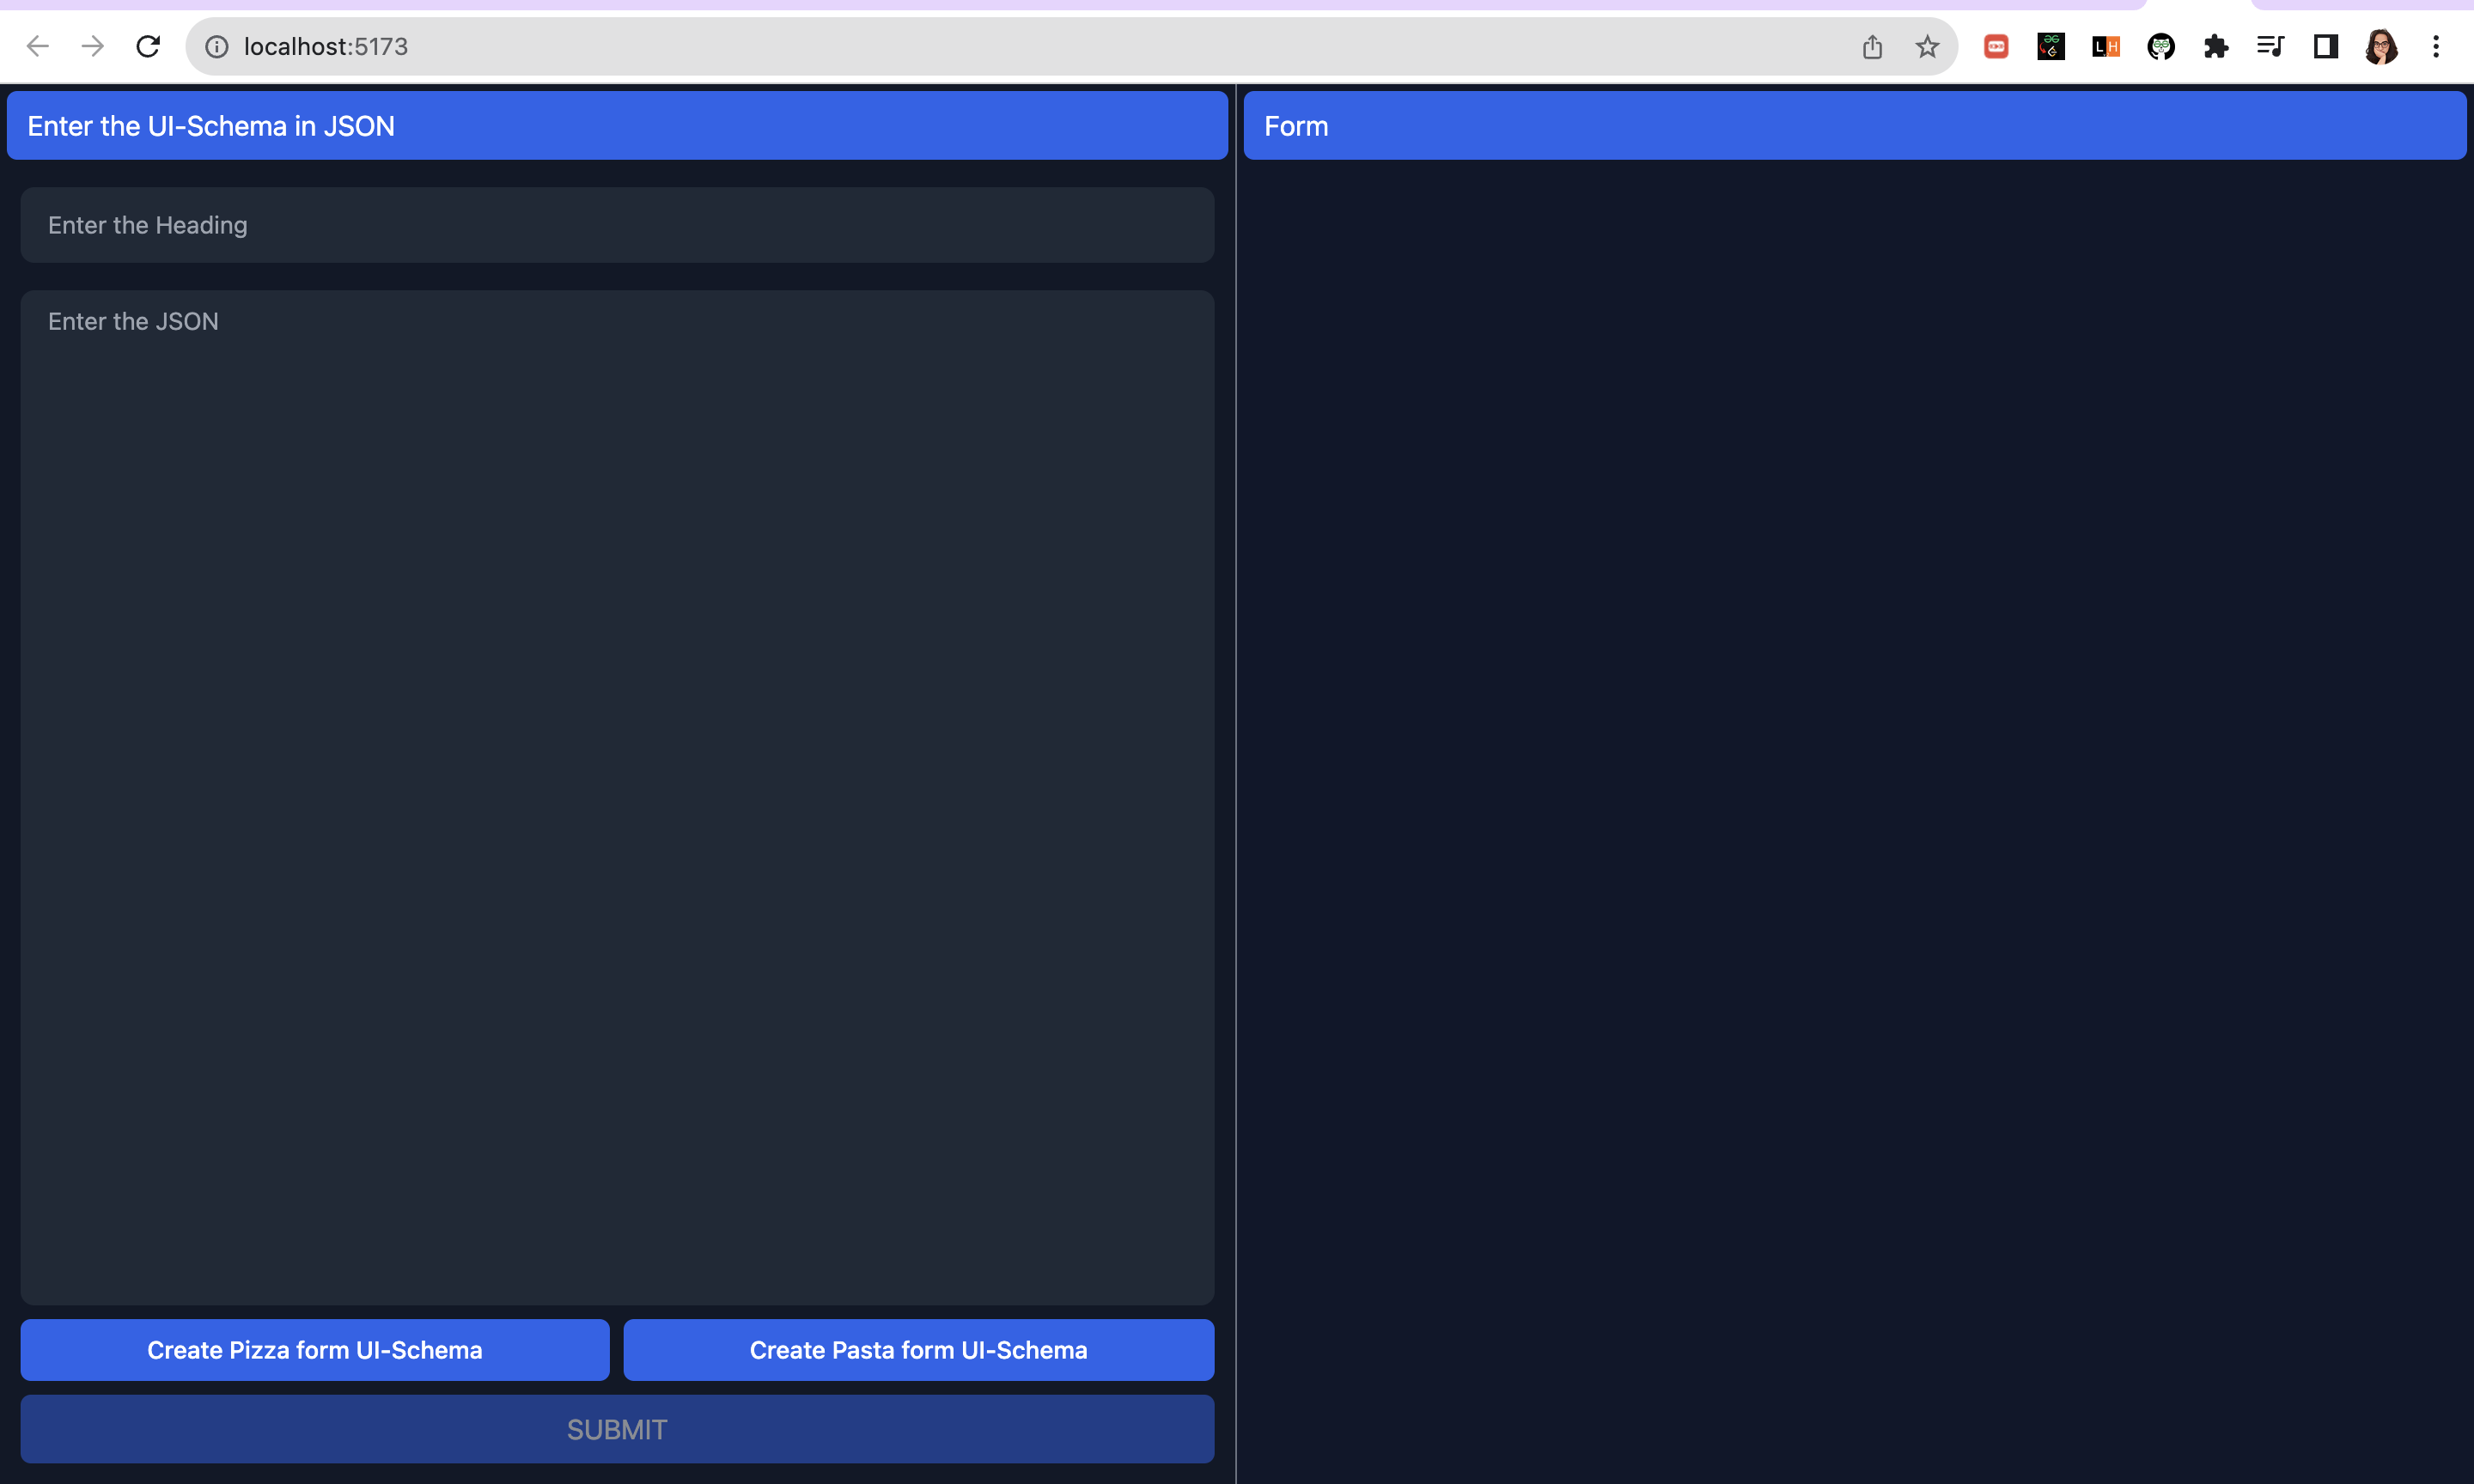 localhost:5173
L H
Enter the UI-Schema in JSON
Form
Enter the Heading
Enter the JSON
Create Pizza form UI-Schema
Create Pasta form UI-Schema
SUBMIT